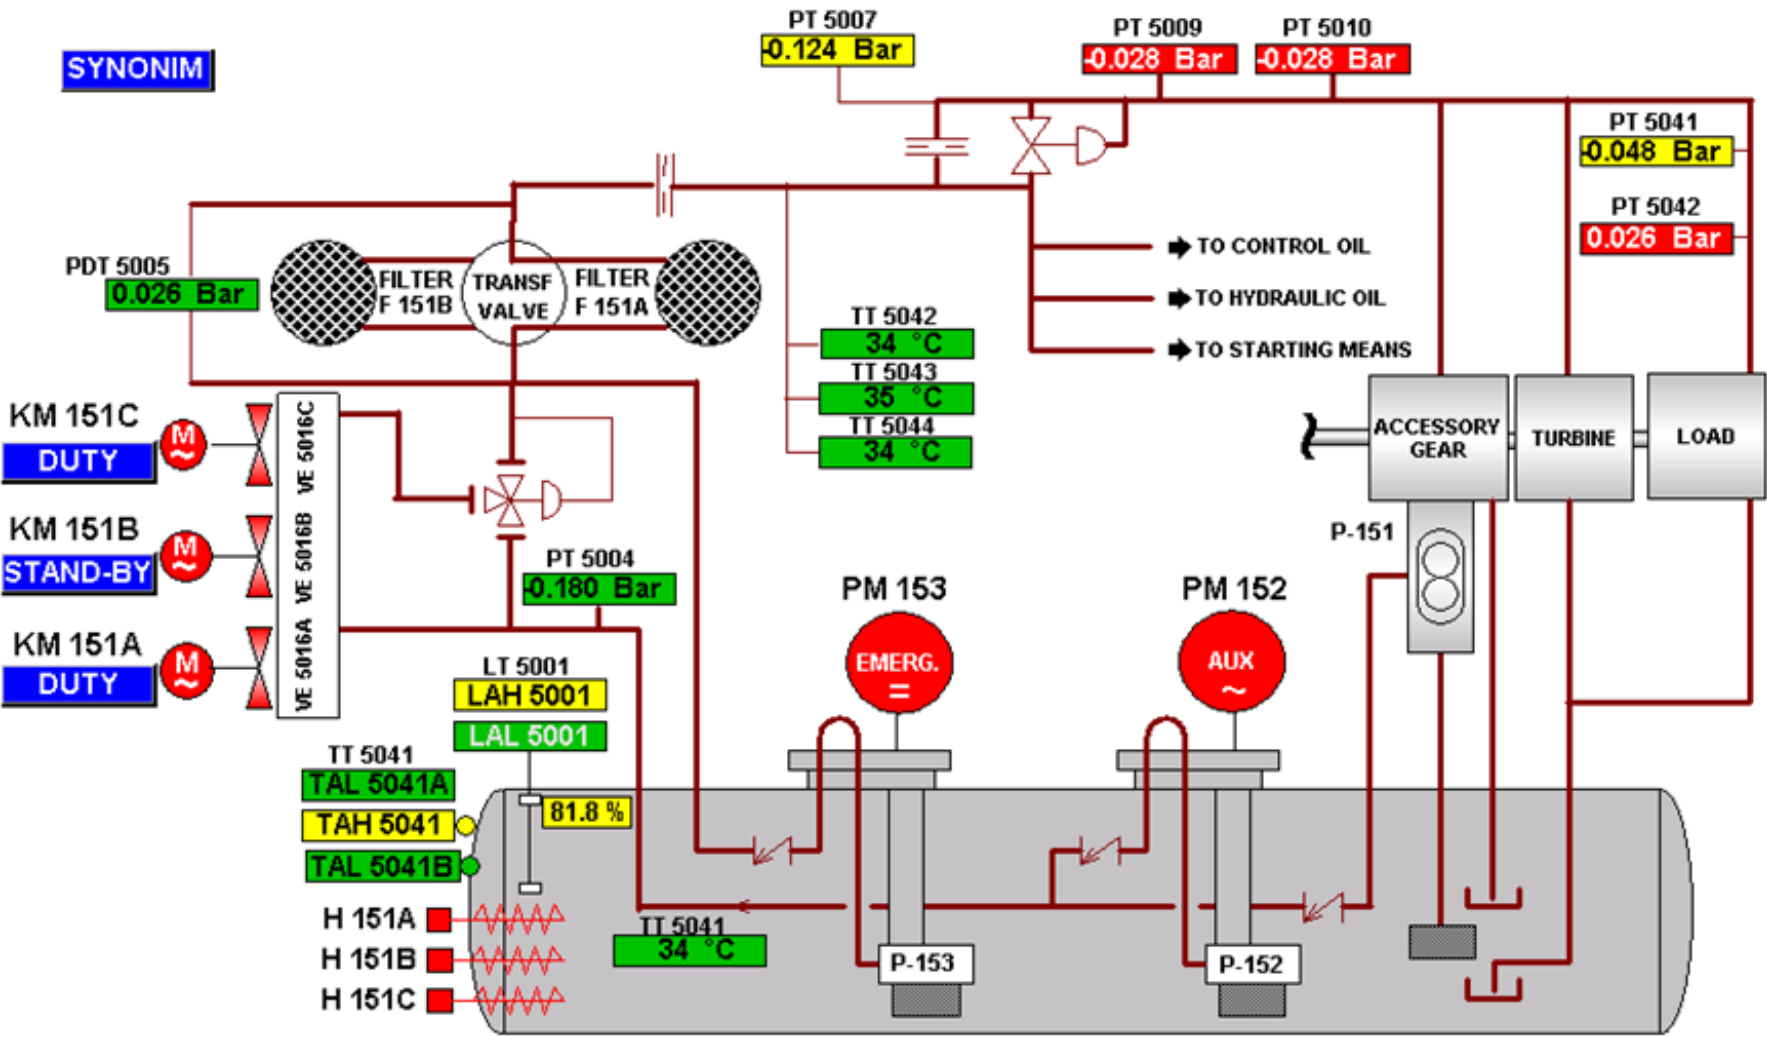 SYNONIM
PT 5007
-0.124 Bar
PT 5009
-0.028 Bar
PT 5010
-0.028 Bar
PT 5041
-0.048 Bar
PT 5042
0.026 Bar
TO CONTROL OIL
TO HYDRAULIC OIL
TO STARTING MEANS
PDT 5005
0.026 Bar
FILTER
F 151B
TRANSF
VALVE
FILTER
F 151A
TT 5042
34 °C
TT 5043
35 °C
TT 5044
34 °C
KM 151C
M
~
DUTY
VE 5016C
KM 151B
M
~
STAND-BY
VE 5016B
KM 151A
M
~
DUTY
VE 5016A
PT 5004
-0.180 Bar
ACCESSORY
GEAR
TURBINE
LOAD
P-151
PM 153
EMERG.
=
PM 152
AUX
~
LT 5001
LAH 5001
LAL 5001
TT 5041
TAL 5041A
TAH 5041
TAL 5041B
81.8 %
H 151A
H 151B
H 151C
TT 5041
34 °C
P-153
P-152